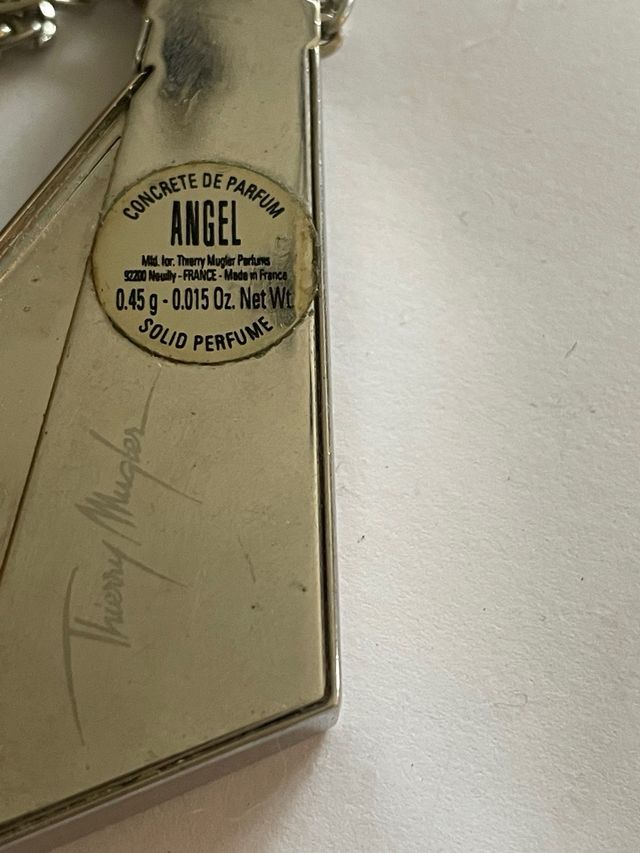 CONCRETE DE PARFUM
ANGEL
Mfd. for. Thierry Mugler Parfums
92200 Neuilly - FRANCE - Made in France
0.45 g - 0.015 Oz. Net Wt.
SOLID PERFUME
Thierry Mugler